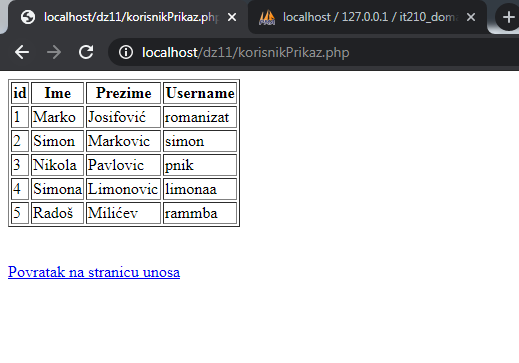 localhost/dz11/korisnikPrikaz.php
localhost / 127.0.0.1 / it210_dom
localhost/dz11/korisnikPrikaz.php
id Ime Prezime Username
1 Marko Josifović romanizat
2 Simon Markovic simon
3 Nikola Pavlovic pnik
4 Simona Limonovic limonaa
5 Radoš Milićev rammba
Povratak na stranicu unosa